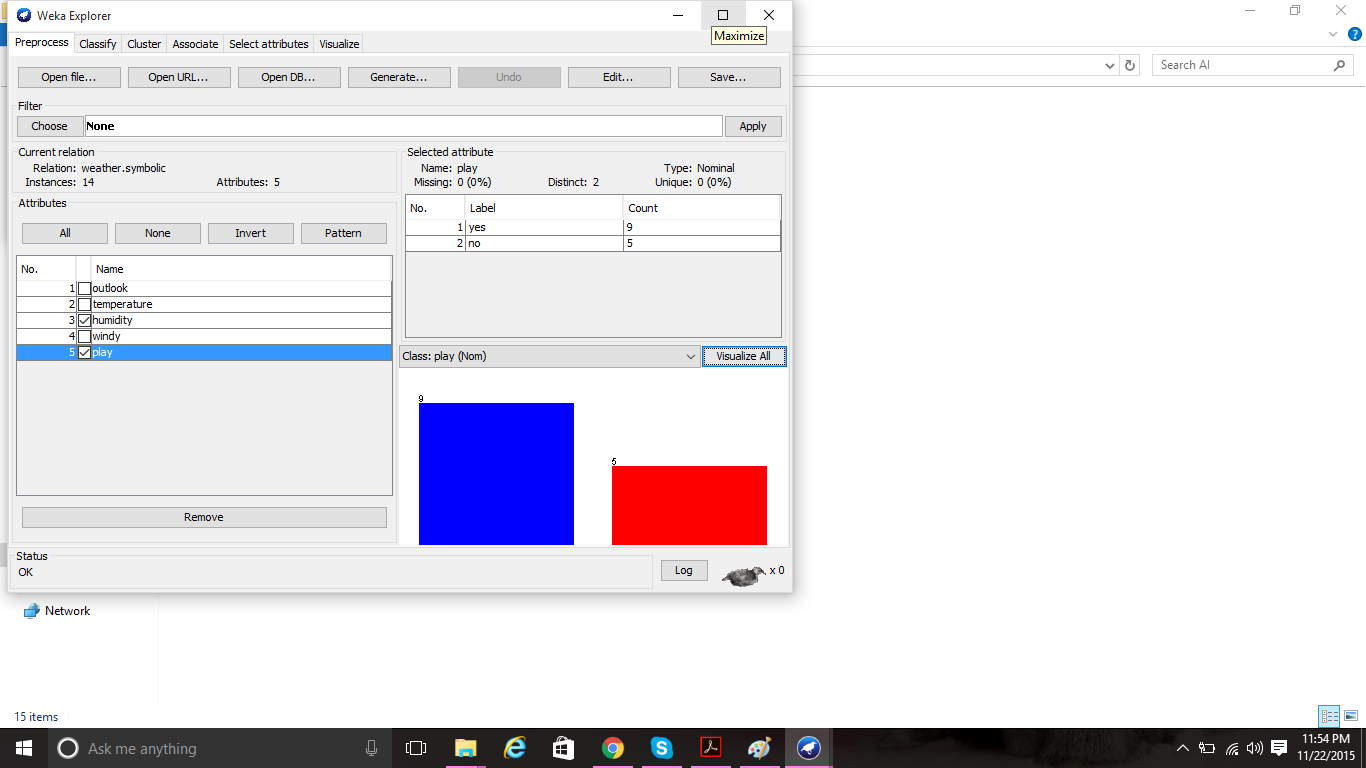 Weka Explorer
Maximize
Preprocess Classify Cluster Associate Select attributes Visualize
Open file... Open URL... Open DB... Generate... Undo Edit... Save...
Search AI
Filter
Choose None Apply
Current relation
Relation: weather.symbolic
Instances: 14 Attributes: 5
Attributes
All None Invert Pattern
No. Name
1 outlook
2 temperature
3 humidity
4 windy
5 play
Remove
Selected attribute
Name: play Type: Nominal
Missing: 0 (0%) Distinct: 2 Unique: 0 (0%)
No. Label Count
1 yes 9
2 no 5
Class: play (Nom) Visualize All
9
5
Status
OK
Log x 0
Network
15 items
Ask me anything
11:54 PM
11/22/2015